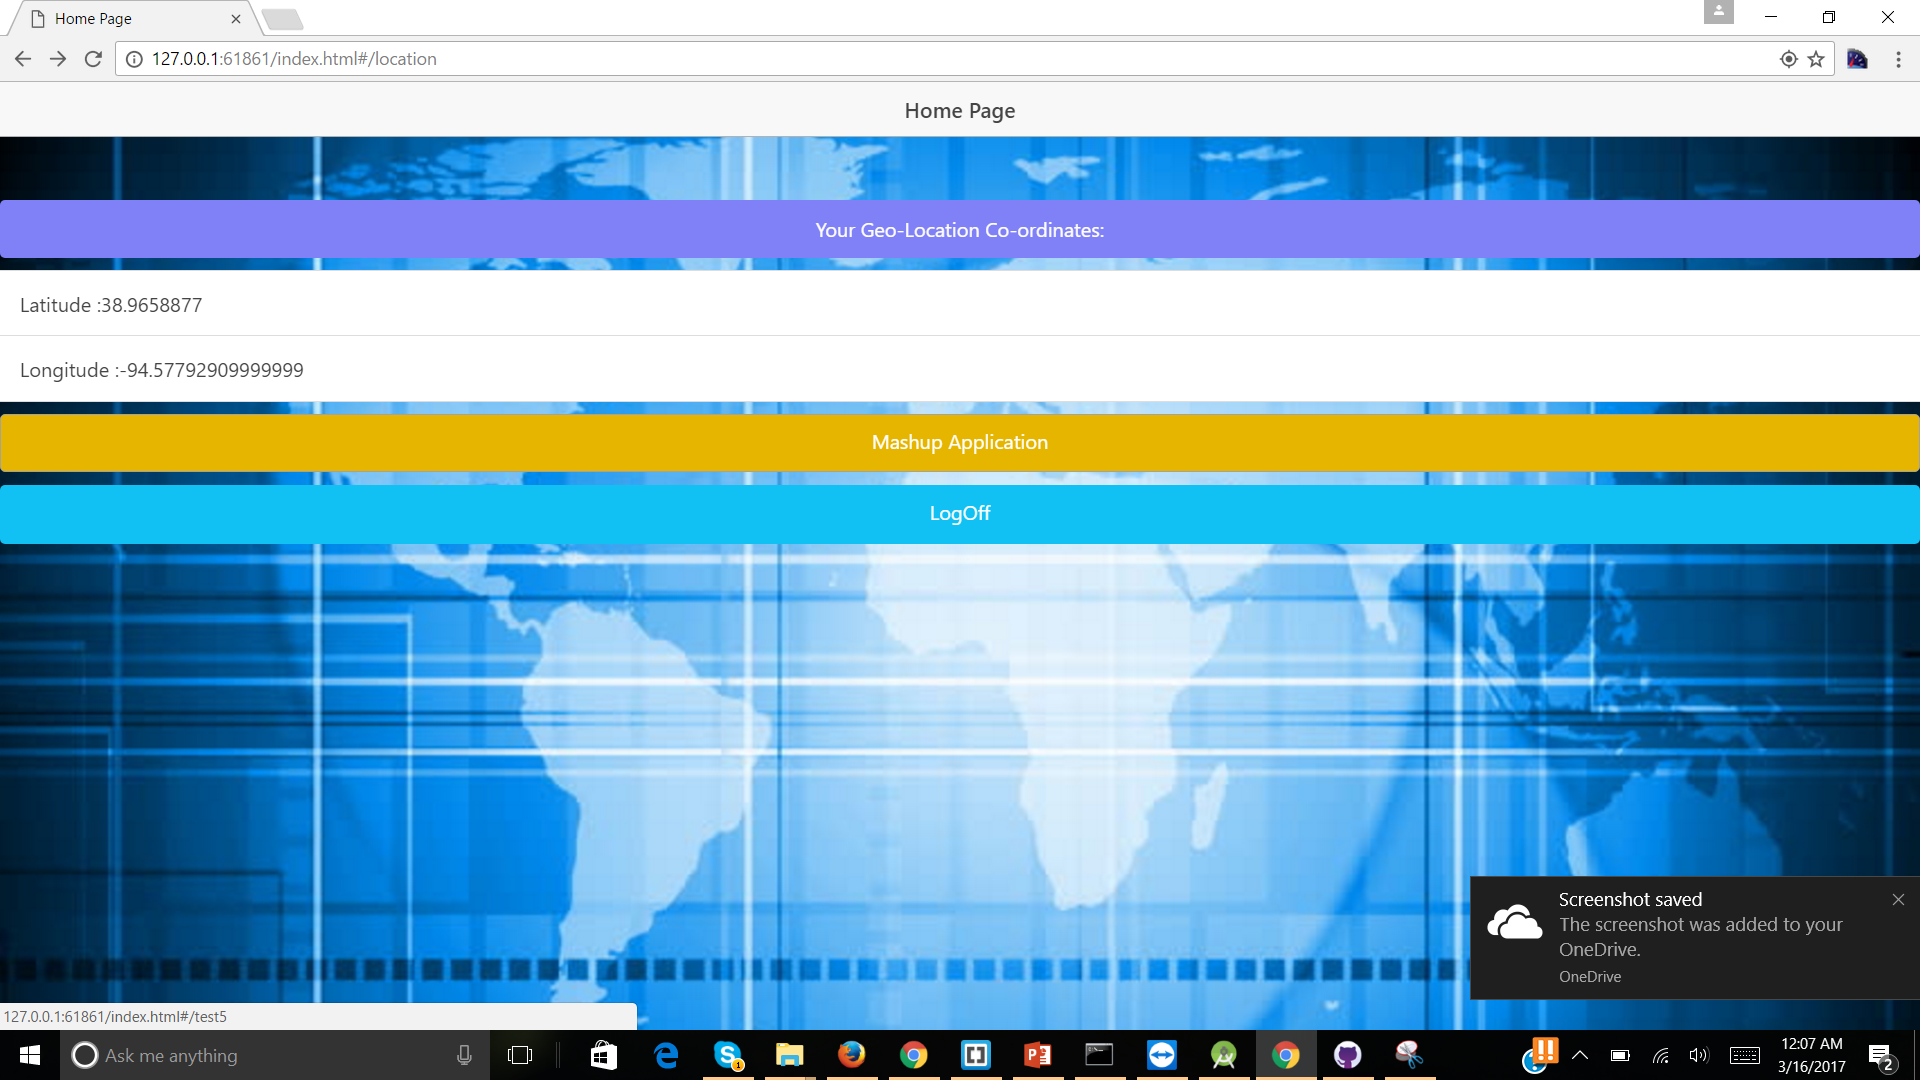 Home Page
127.0.0.1:61861/index.html#/location
Home Page
Your Geo-Location Co-ordinates:
Latitude :38.9658877
Longitude :-94.57792909999999
Mashup Application
LogOff
Screenshot saved
The screenshot was added to your
OneDrive.
OneDrive
127.0.0.1:61861/index.html#/test5
Ask me anything
1
12:07 AM
3/16/2017
2